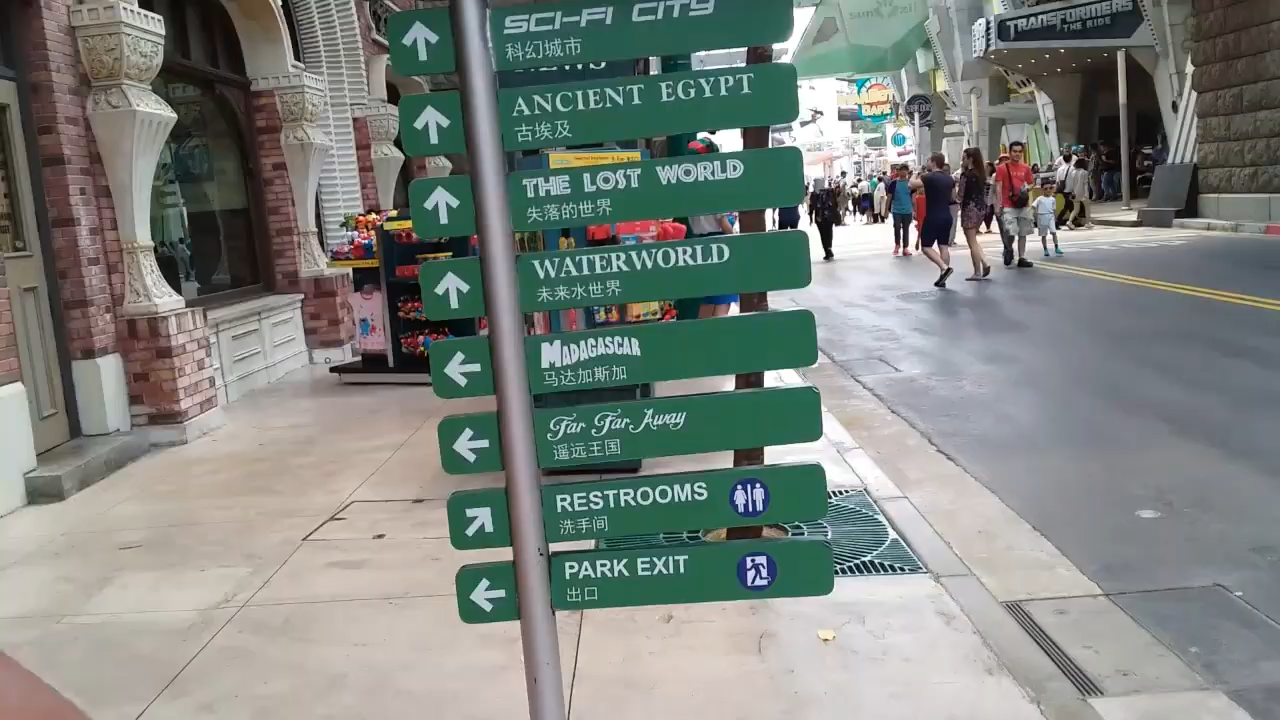 SCI-FI CITY
科幻城市
NEWS
ANCIENT EGYPT
古埃及
THE LOST WORLD
失落的世界
WATERWORLD
未来水世界
MADAGASCAR
马达加斯加
Far Far Away
遥远王国
RESTROOMS
洗手间
PARK EXIT
出口
TRANSFORMERS
THE RIDE